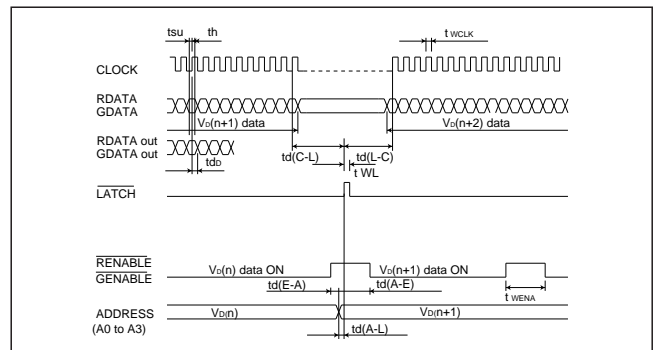 tsu th t WCLK
CLOCK
RDATA
GDATA
VD(n+1) data VD(n+2) data
RDATA out
GDATA out
tdD td(C-L) td(L-C)
t WL
LATCH
RENABLE
GENABLE
VD(n) data ON VD(n+1) data ON
td(E-A) td(A-E) t WENA
ADDRESS
(A0 to A3)
VD(n) VD(n+1)
td(A-L)